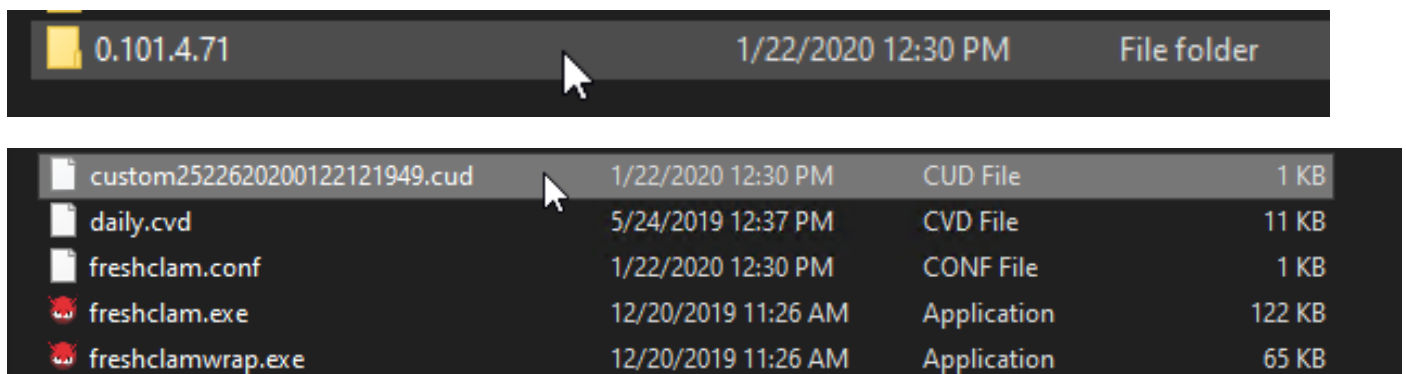 0.101.4.71 1/22/2020 12:30 PM File folder
custom2522620200122121949.cud 1/22/2020 12:30 PM CUD File 1 KB
daily.cvd 5/24/2019 12:37 PM CVD File 11 KB
freshclam.conf 1/22/2020 12:30 PM CONF File 1 KB
freshclam.exe 12/20/2019 11:26 AM Application 122 KB
freshclamwrap.exe 12/20/2019 11:26 AM Application 65 KB